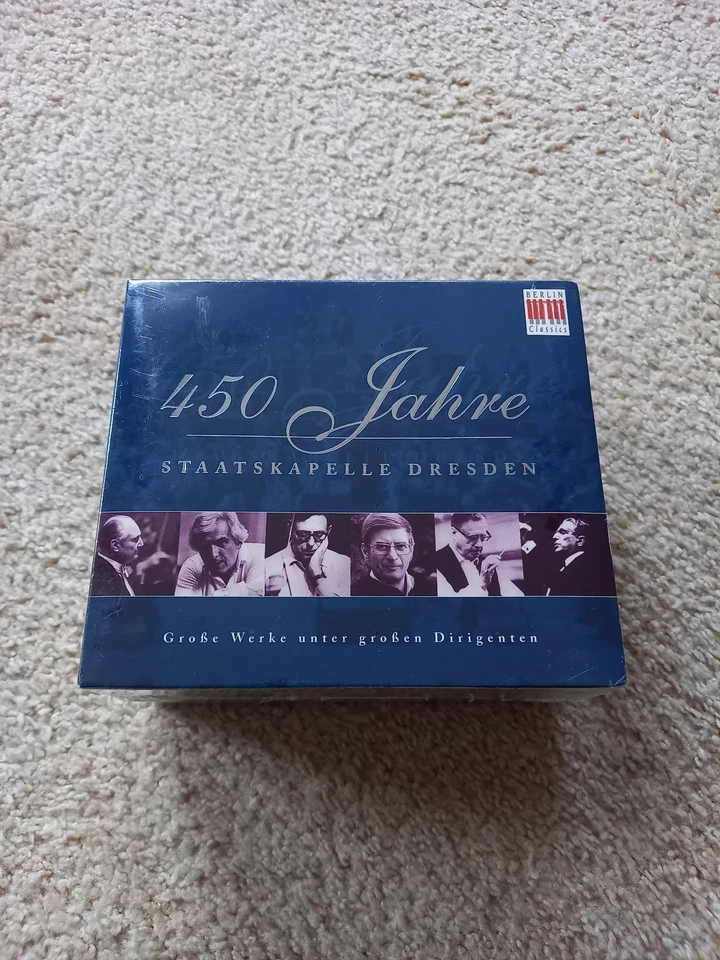 BERLIN
Classics
450 Jahre
STAATSKAPELLE DRESDEN
Große Werke unter großen Dirigenten